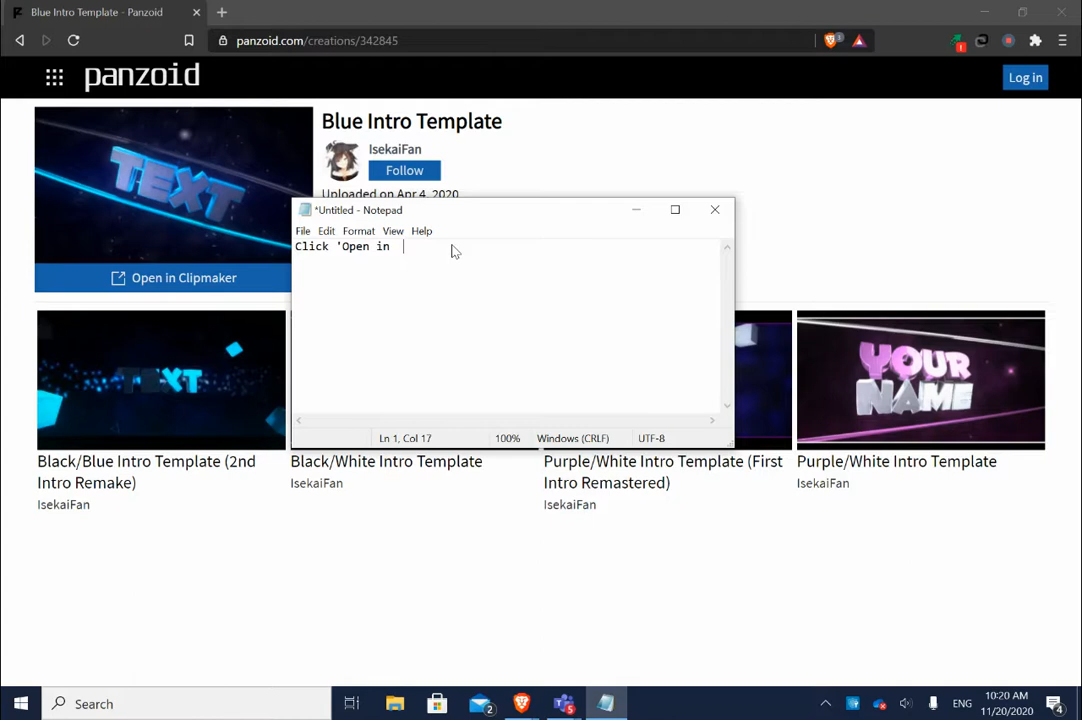 Blue Intro Template - Panzoid
panzoid.com/creations/342845
panzoid
Log in
TEXT
Blue Intro Template
IsekaiFan
Follow
Uploaded on Apr 4, 2020
Open in Clipmaker
*Untitled - Notepad
File Edit Format View Help
Click 'Open in
Ln 1, Col 17 100% Windows (CRLF) UTF-8
TEXT
YOUR NAME
Black/Blue Intro Template (2nd Intro Remake)
IsekaiFan
Black/White Intro Template
IsekaiFan
Purple/White Intro Template (First Intro Remastered)
IsekaiFan
Purple/White Intro Template
IsekaiFan
Search
2
5
ENG
10:20 AM
11/20/2020
4